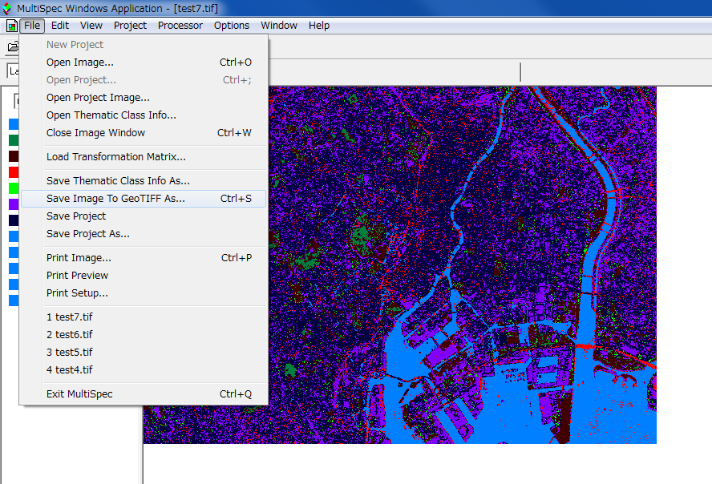 MultiSpec Windows Application - [test7.tif]
File Edit View Project Processor Options Window Help
New Project
Open Image... Ctrl+O
Open Project... Ctrl+;
Open Project Image...
Open Thematic Class Info...
Close Image Window Ctrl+W
Load Transformation Matrix...
Save Thematic Class Info As...
Save Image To GeoTIFF As... Ctrl+S
Save Project
Save Project As...
Print Image... Ctrl+P
Print Preview
Print Setup...
1 test7.tif
2 test6.tif
3 test5.tif
4 test4.tif
Exit MultiSpec Ctrl+Q